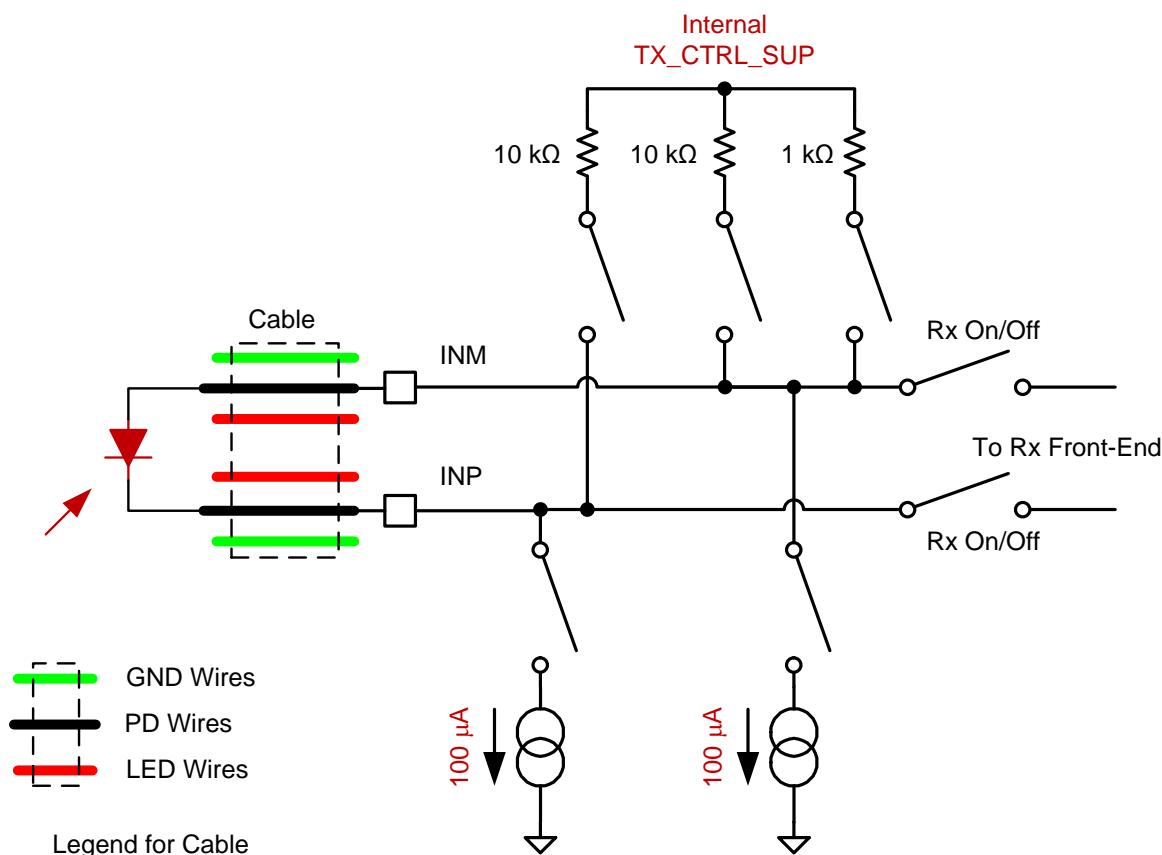 Internal
TX_CTRL_SUP
10 kΩ
10 kΩ
1 kΩ
Cable
INM
Rx On/Off
INP
To Rx Front-End
Rx On/Off
GND Wires
PD Wires
LED Wires
100 µA
100 µA
Legend for Cable